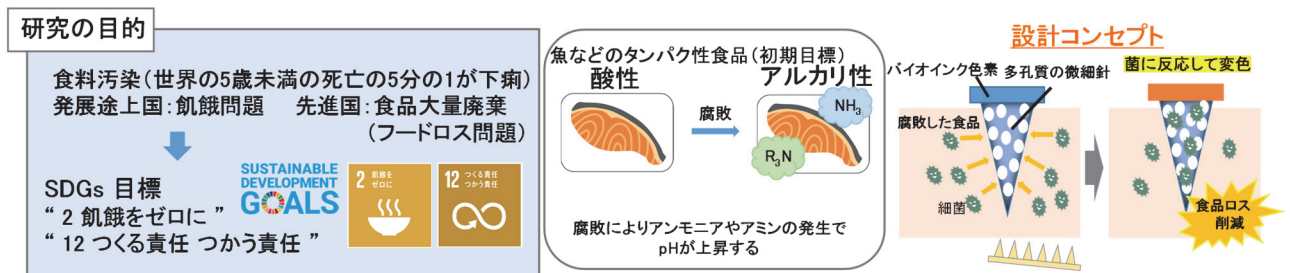 研究の目的
食料汚染（世界の5歳未満の死亡の5分の1が下痢）
発展途上国：飢餓問題　先進国：食品大量廃棄
（フードロス問題）
SDGs 目標
“ 2 飢餓をゼロに ”
“ 12 つくる責任 つかう責任 ”
SUSTAINABLE
DEVELOPMENT
GOALS
2 飢餓を
ゼロに
12 つくる責任
つかう責任
魚などのタンパク性食品（初期目標）
酸性
アルカリ性
腐敗
NH₃
R₃N
腐敗によりアンモニアやアミンの発生で
pHが上昇する
設計コンセプト
バイオインク色素
多孔質の微細針
菌に反応して変色
腐敗した食品
細菌
食品ロス
削減